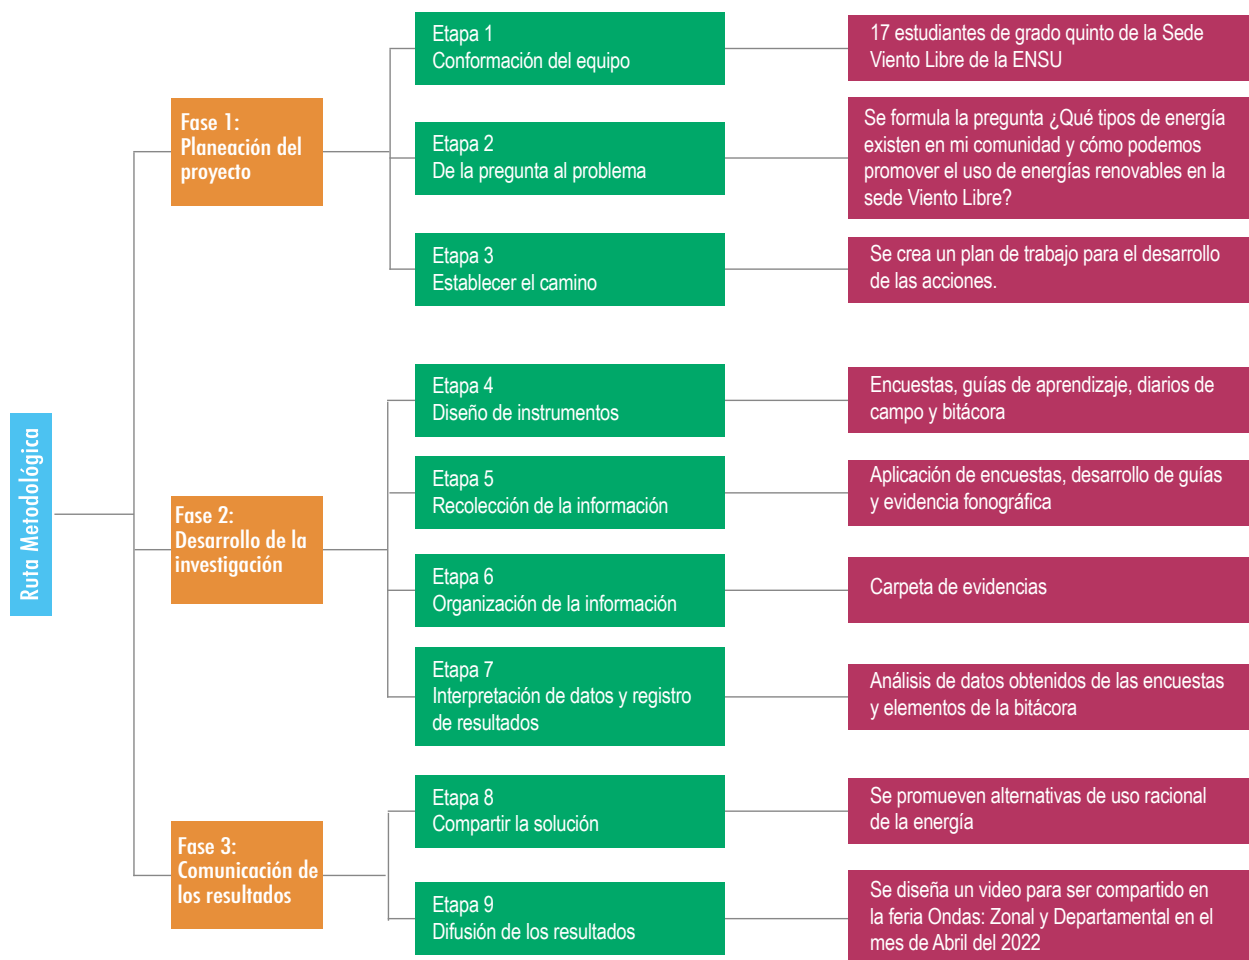 Ruta Metodológica
Fase 1:
Planeación del
proyecto
Etapa 1
Conformación del equipo
17 estudiantes de grado quinto de la Sede
Viento Libre de la ENSU
Etapa 2
De la pregunta al problema
Se formula la pregunta ¿Qué tipos de energía
existen en mi comunidad y cómo podemos
promover el uso de energías renovables en la
sede Viento Libre?
Etapa 3
Establecer el camino
Se crea un plan de trabajo para el desarrollo
de las acciones.
Fase 2:
Desarrollo de la
investigación
Etapa 4
Diseño de instrumentos
Encuestas, guías de aprendizaje, diarios de
campo y bitácora
Etapa 5
Recolección de la información
Aplicación de encuestas, desarrollo de guías
y evidencia fonográfica
Etapa 6
Organización de la información
Carpeta de evidencias
Etapa 7
Interpretación de datos y registro
de resultados
Análisis de datos obtenidos de las encuestas
y elementos de la bitácora
Fase 3:
Comunicación de
los resultados
Etapa 8
Compartir la solución
Se promueven alternativas de uso racional
de la energía
Etapa 9
Difusión de los resultados
Se diseña un video para ser compartido en
la feria Ondas: Zonal y Departamental en el
mes de Abril del 2022